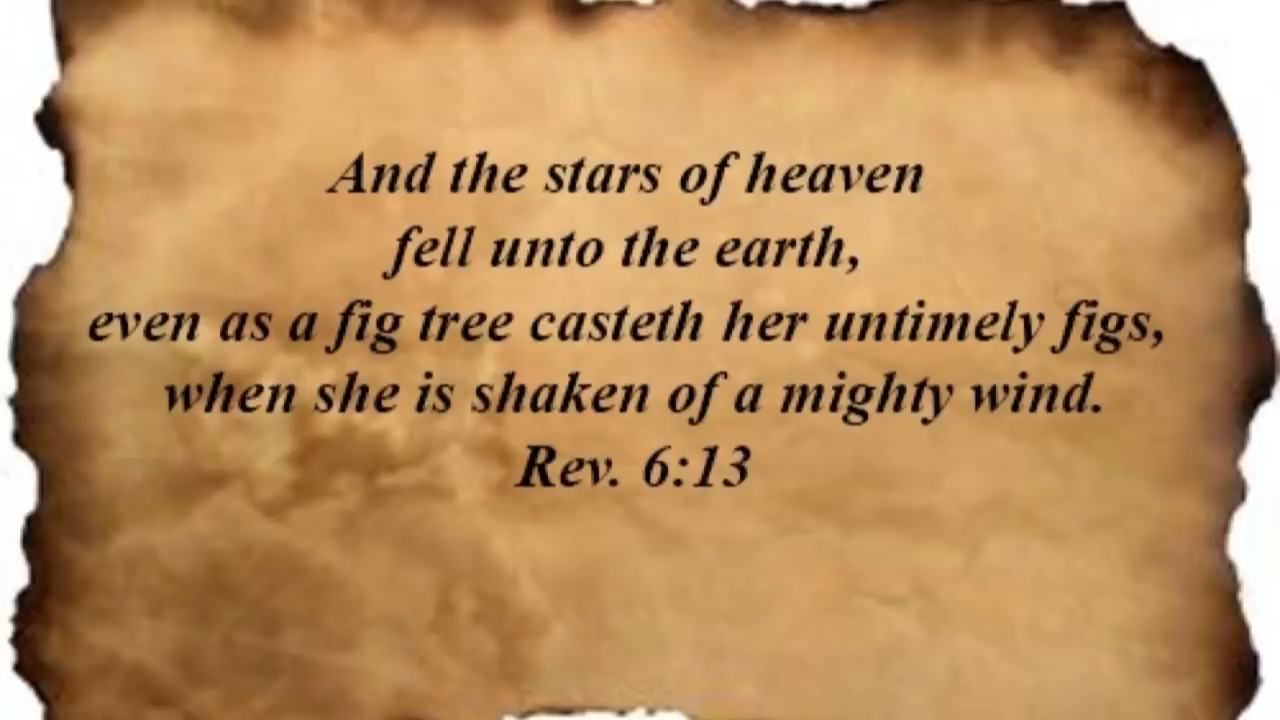 And the stars of heaven
fell unto the earth,
even as a fig tree casteth her untimely figs,
when she is shaken of a mighty wind.
Rev. 6:13